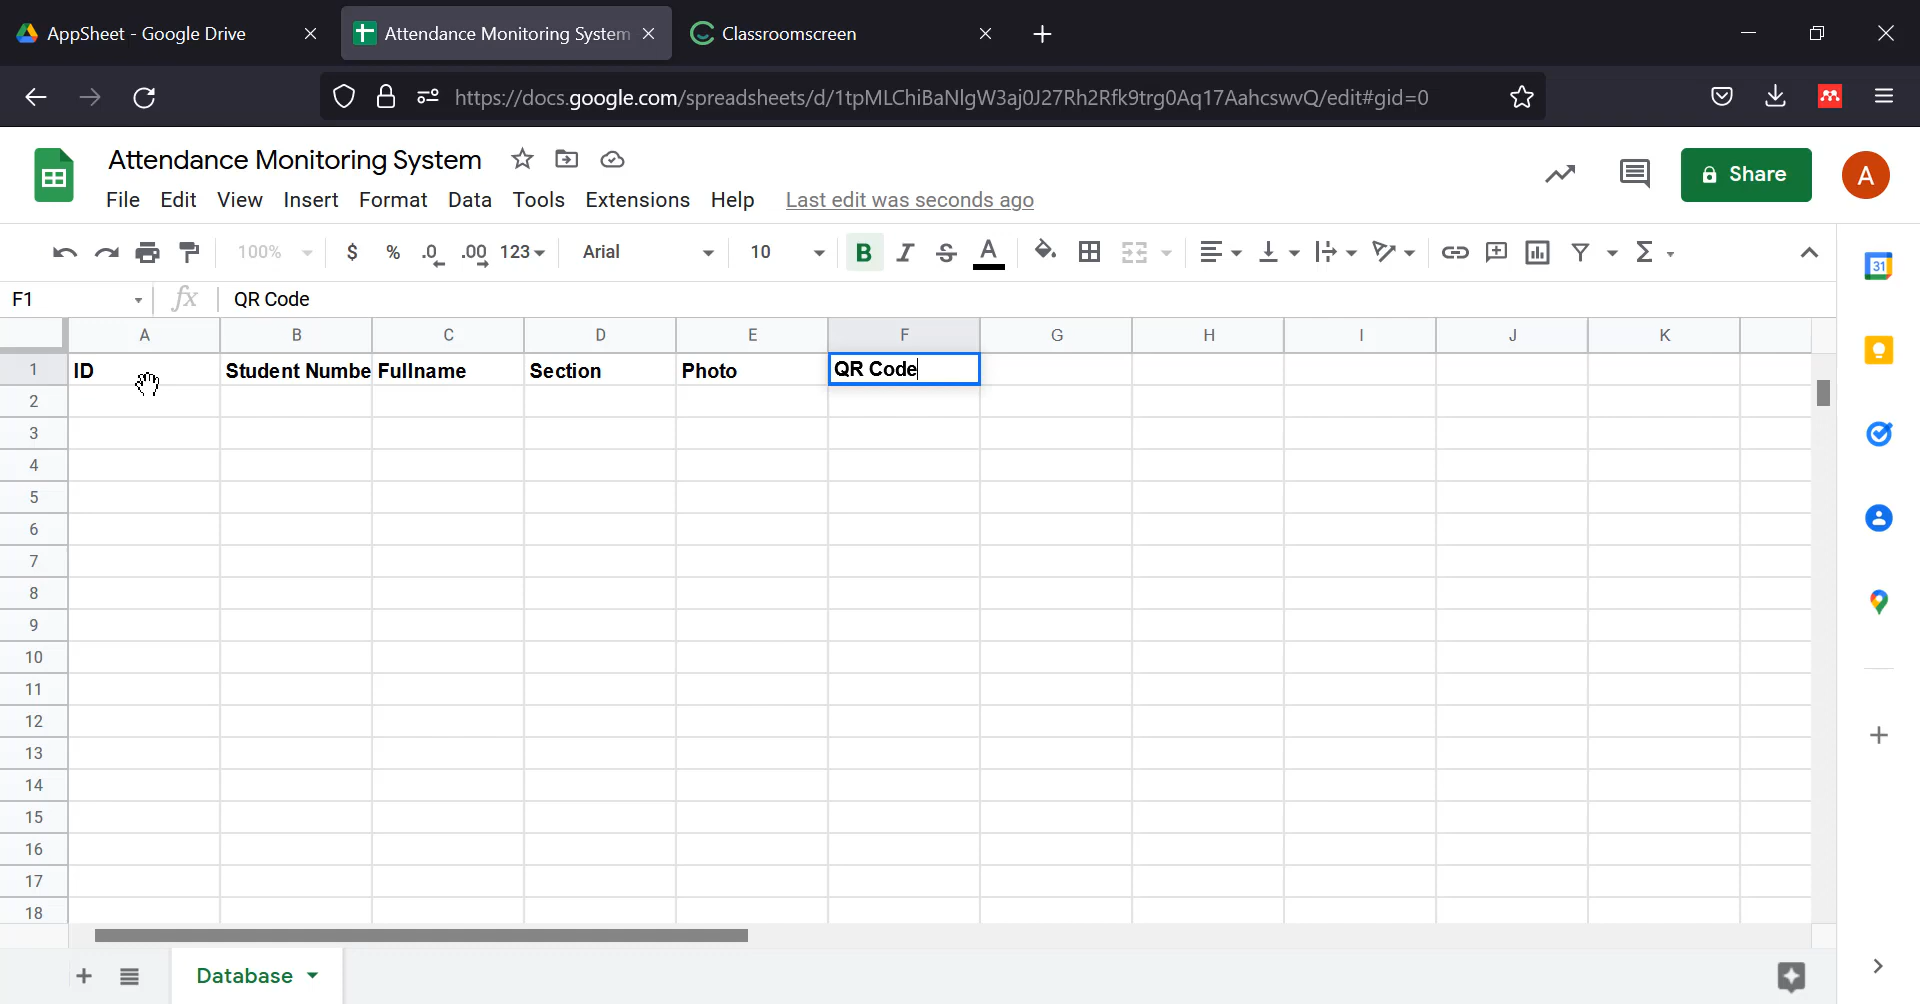 AppSheet - Google Drive
Attendance Monitoring System
Classroomscreen
https://docs.google.com/spreadsheets/d/1tpMLChiBaNlgW3aj0J27Rh2Rfk9trg0Aq17AahcswvQ/edit#gid=0
Attendance Monitoring System
File Edit View Insert Format Data Tools Extensions Help Last edit was seconds ago
Share
A
100% $ % .0 .00 123 Arial 10 B I S A
31
F1 fx QR Code
A B C D E F G H I J K
1 ID Student Numbe Fullname Section Photo QR Code
2
3
4
5
6
7
8
9
10
11
12
13
14
15
16
17
18
Database